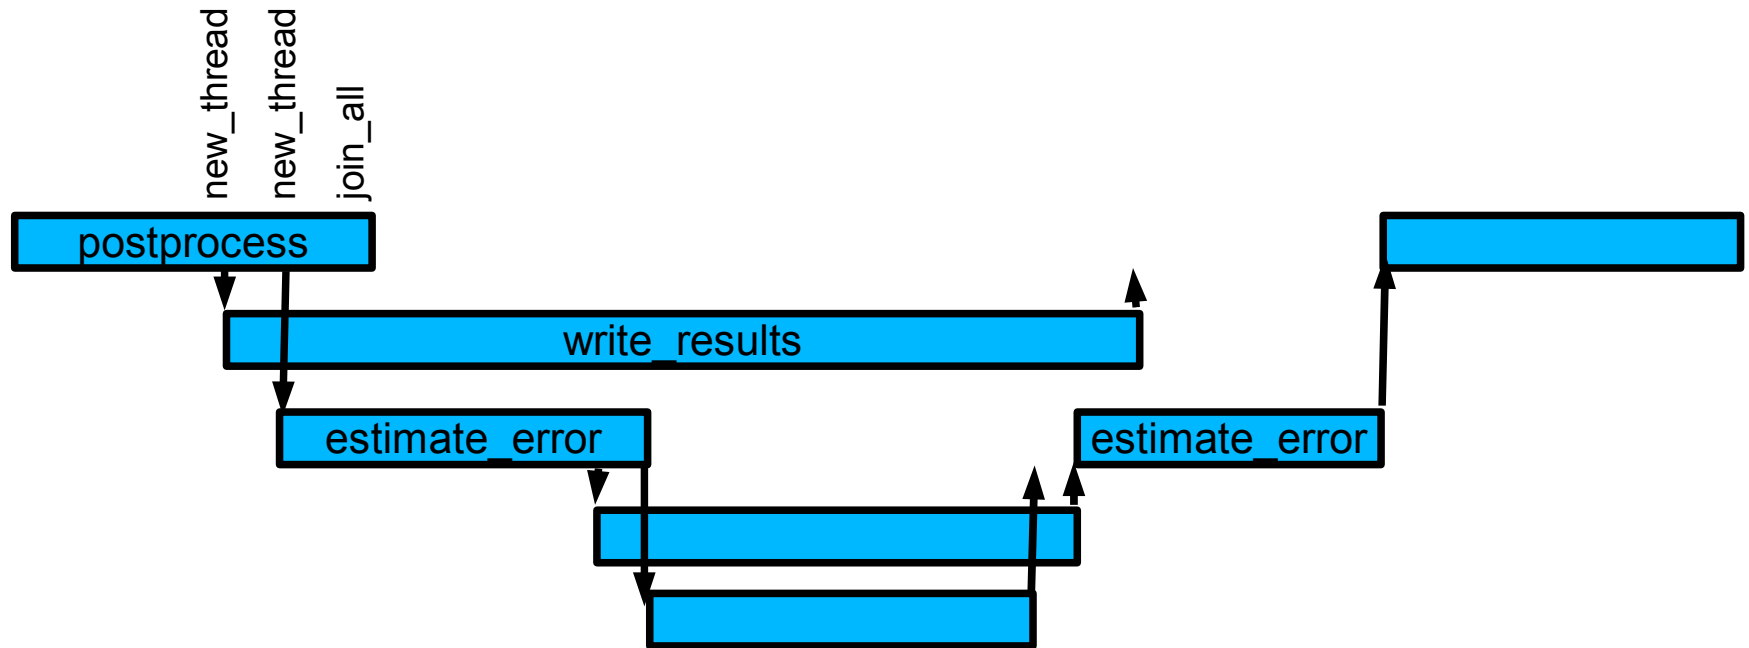 new_thread
new_thread
join_all
postprocess
write_results
estimate_error
estimate_error